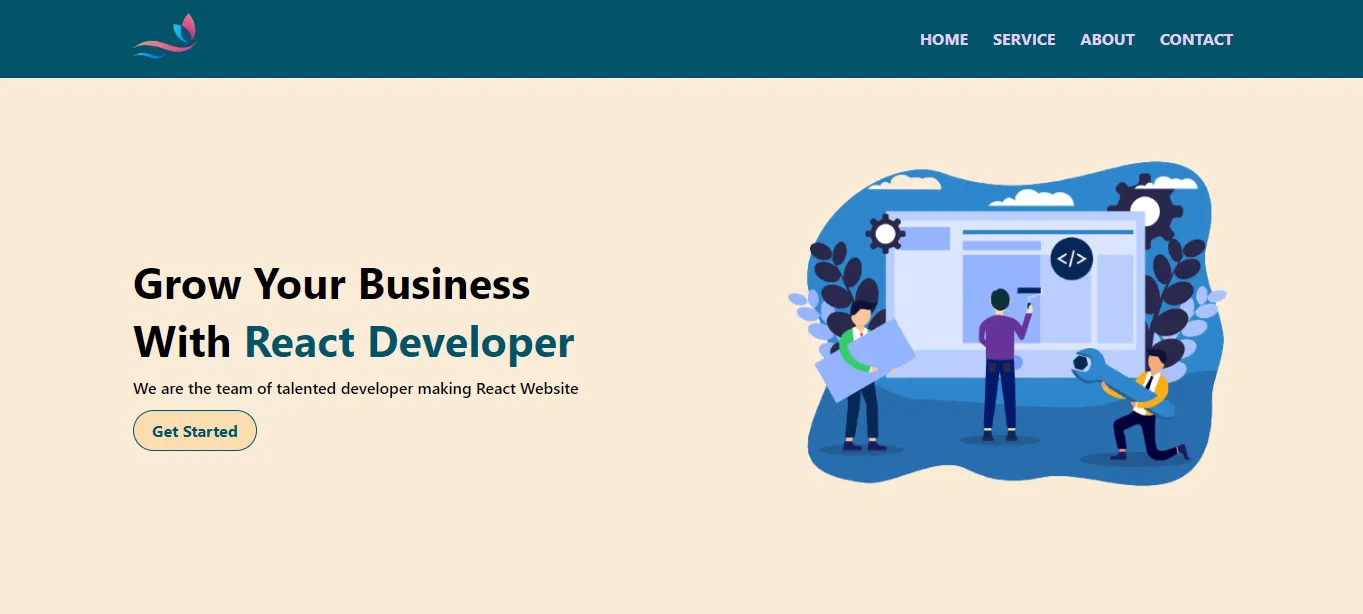 HOME SERVICE ABOUT CONTACT
Grow Your Business
With React Developer
We are the team of talented developer making React Website
Get Started
</>